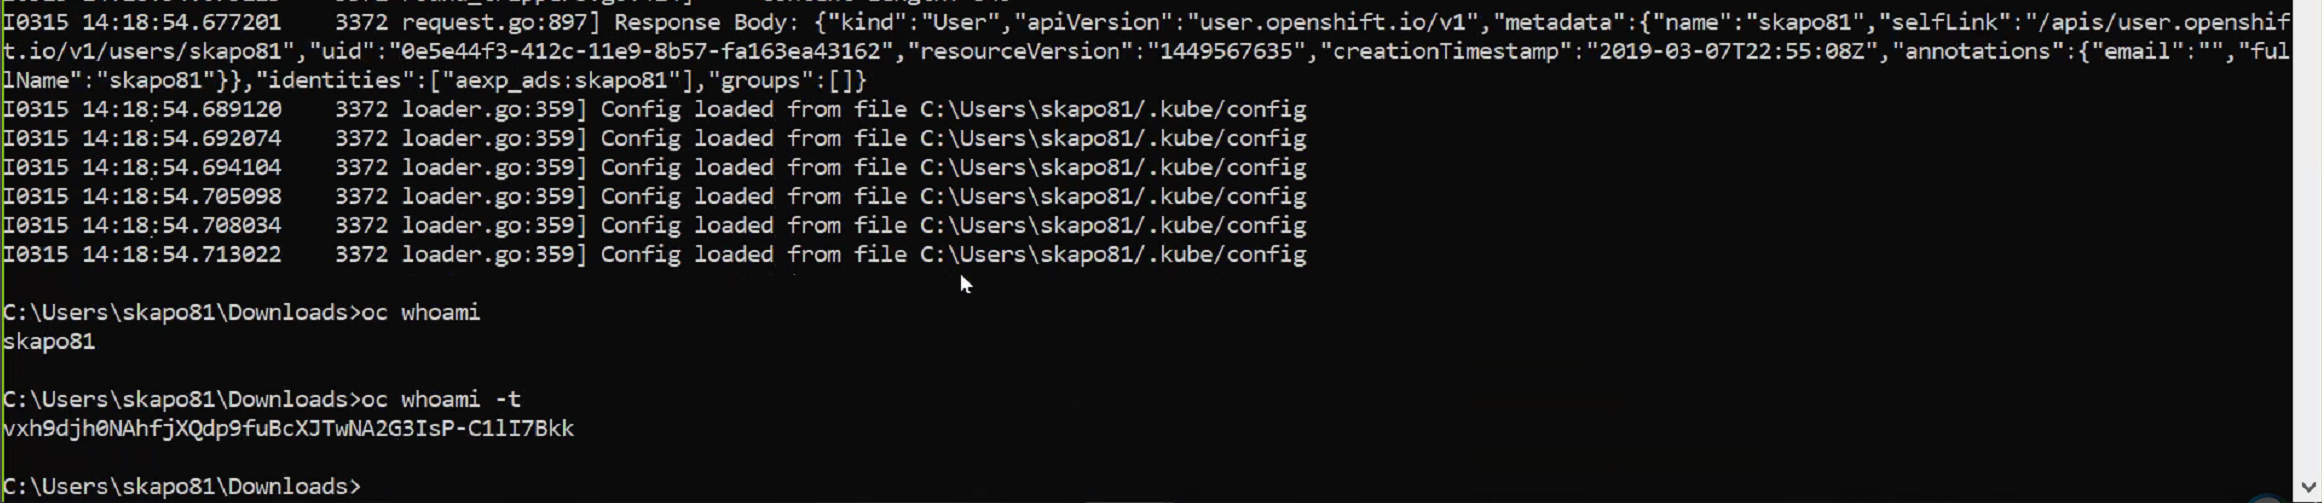 I0315 14:18:54.677201    3372 request.go:897] Response Body: {"kind":"User","apiVersion":"user.openshift.io/v1","metadata":{"name":"skapo81","selfLink":"/apis/user.openshif
t.io/v1/users/skapo81","uid":"0e5e44f3-412c-11e9-8b57-fa163ea43162","resourceVersion":"1449567635","creationTimestamp":"2019-03-07T22:55:08Z","annotations":{"email":"","ful
lName":"skapo81"}},"identities":["aexp_ads:skapo81"],"groups":[]}
I0315 14:18:54.689120    3372 loader.go:359] Config loaded from file C:\Users\skapo81/.kube/config
I0315 14:18:54.692074    3372 loader.go:359] Config loaded from file C:\Users\skapo81/.kube/config
I0315 14:18:54.694104    3372 loader.go:359] Config loaded from file C:\Users\skapo81/.kube/config
I0315 14:18:54.705098    3372 loader.go:359] Config loaded from file C:\Users\skapo81/.kube/config
I0315 14:18:54.708034    3372 loader.go:359] Config loaded from file C:\Users\skapo81/.kube/config
I0315 14:18:54.713022    3372 loader.go:359] Config loaded from file C:\Users\skapo81/.kube/config
C:\Users\skapo81\Downloads>oc whoami
skapo81
C:\Users\skapo81\Downloads>oc whoami -t
vxh9djh0NAhfjXQdp9fuBcXJTwNA2G3IsP-C1lI7Bkk
C:\Users\skapo81\Downloads>